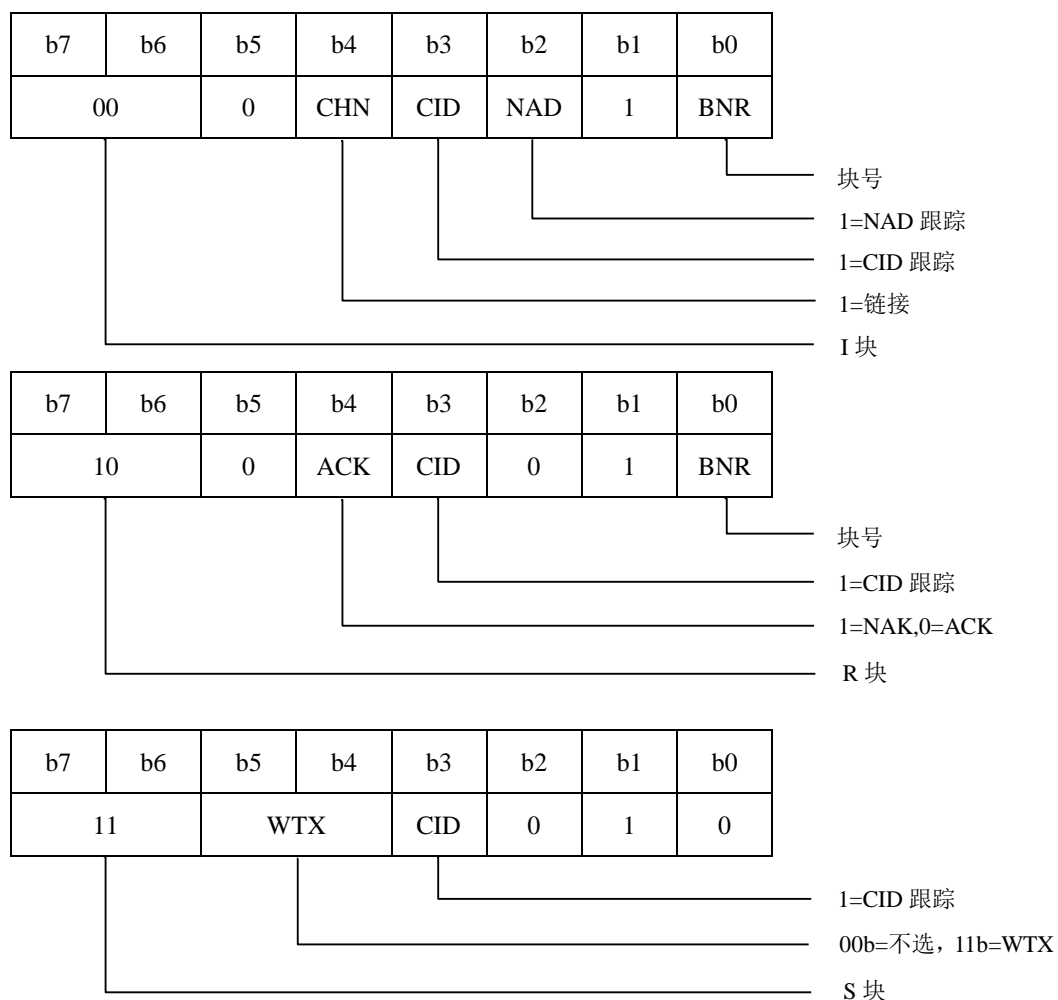 b7 b6 b5 b4 b3 b2 b1 b0
00 0 CHN CID NAD 1 BNR
块号
1=NAD 跟踪
1=CID 跟踪
1=链接
I 块
b7 b6 b5 b4 b3 b2 b1 b0
10 0 ACK CID 0 1 BNR
块号
1=CID 跟踪
1=NAK,0=ACK
R 块
b7 b6 b5 b4 b3 b2 b1 b0
11 WTX CID 0 1 0
1=CID 跟踪
00b=不选，11b=WTX
S 块